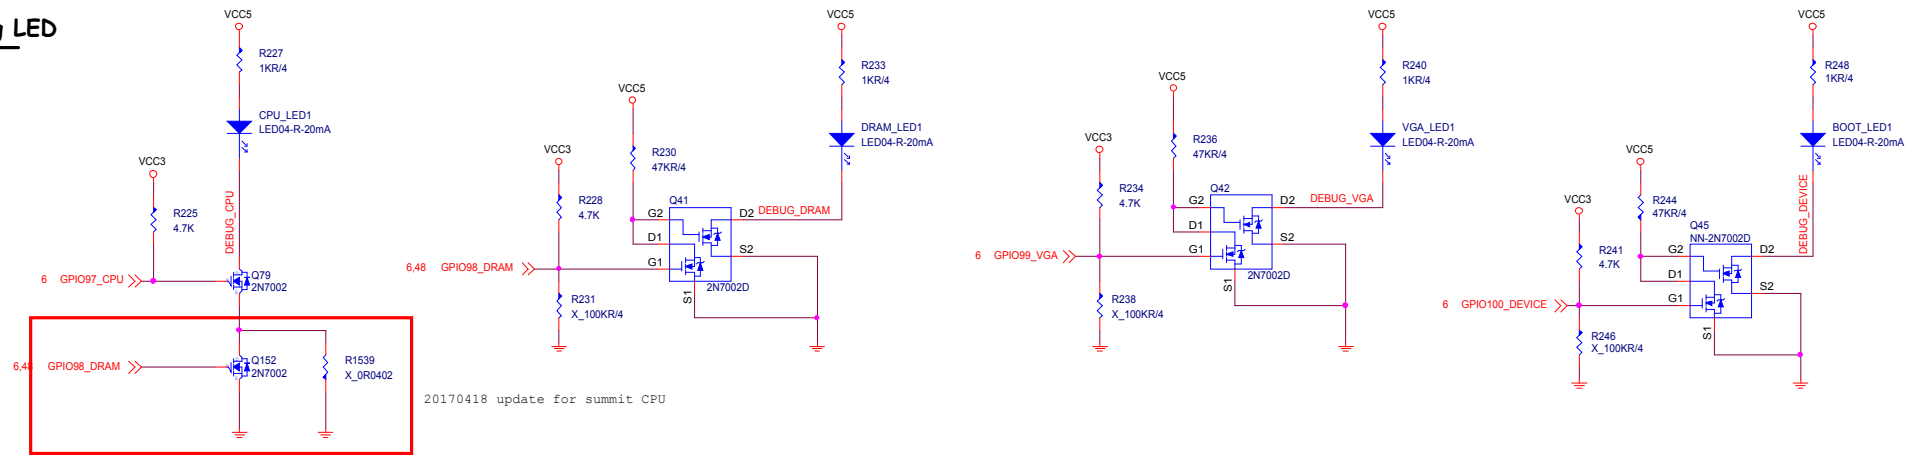 LED
VCC5
R227
1KR/4
CPU_LED1
LED04-R-20mA
VCC3
R225
4.7K
DEBUG_CPU
6 GPIO97_CPU
Q79
2N7002
6,48 GPIO98_DRAM
Q152
2N7002
R1539
X_0R0402
20170418 update for summit CPU
VCC5
R233
1KR/4
DRAM_LED1
LED04-R-20mA
VCC5
R230
47KR/4
VCC3
R228
4.7K
Q41
G2
D2
DEBUG_DRAM
D1
S2
6,48 GPIO98_DRAM
G1
S1
2N7002D
R231
X_100KR/4
VCC5
R240
1KR/4
VGA_LED1
LED04-R-20mA
VCC5
R236
47KR/4
VCC3
R234
4.7K
Q42
G2
D2
DEBUG_VGA
D1
S2
6 GPIO99_VGA
G1
S1
2N7002D
R238
X_100KR/4
VCC5
R248
1KR/4
BOOT_LED1
LED04-R-20mA
VCC5
R244
47KR/4
VCC3
R241
4.7K
Q45
NN-2N7002D
G2
D2
DEBUG_DEVICE
D1
S2
6 GPIO100_DEVICE
G1
S1
R246
X_100KR/4